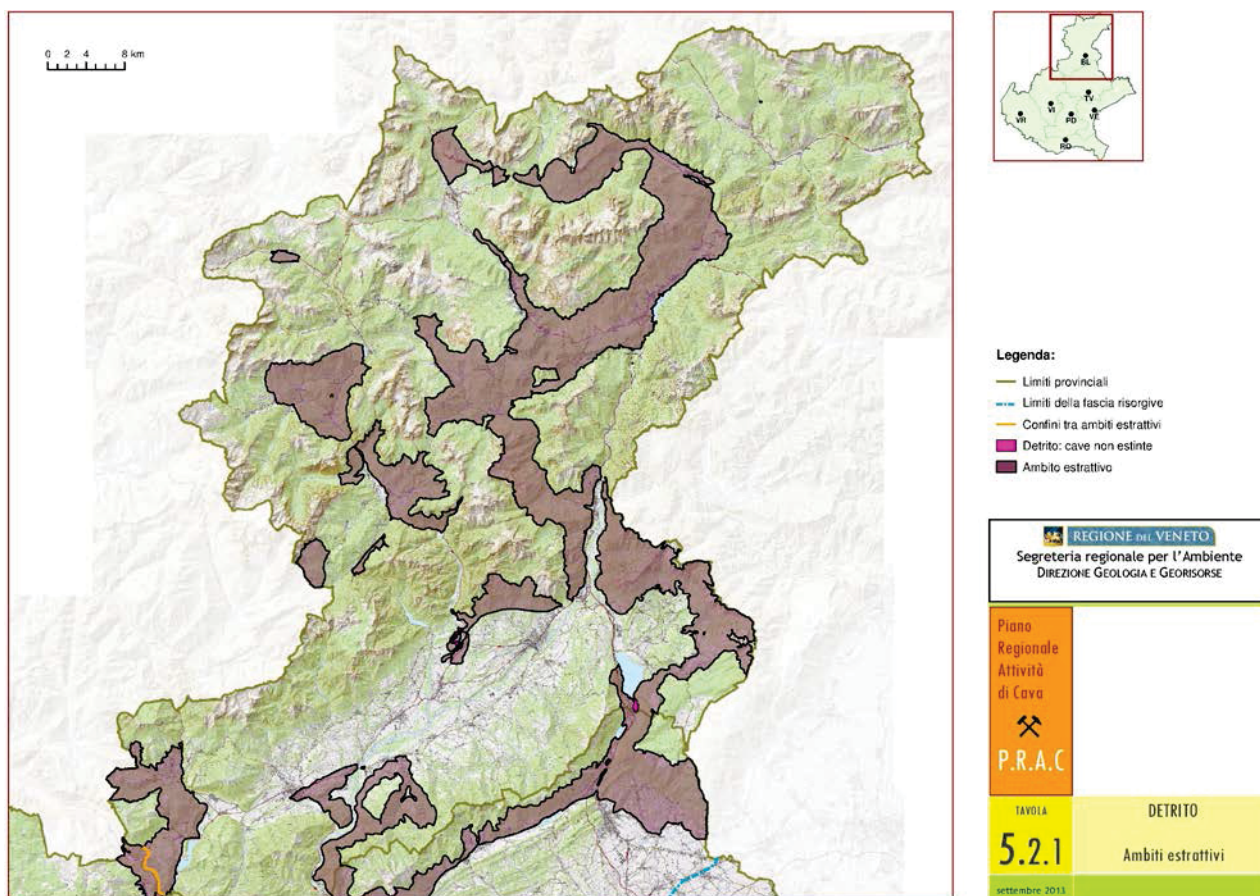 0 2 4 8 km
BL
TV
VI
VR
PD
VE
RO
Legenda:
Limiti provinciali
Limiti della fascia risorgive
Confini tra ambiti estrattivi
Detrito: cave non estinte
Ambito estrattivo
REGIONE DEL VENETO
Segreteria regionale per l'Ambiente
DIREZIONE GEOLOGIA E GEORISORSE
Piano
Regionale
Attività
di Cava
P.R.A.C
TAVOLA
5.2.1
settembre 2013
DETRITO
Ambiti estrattivi